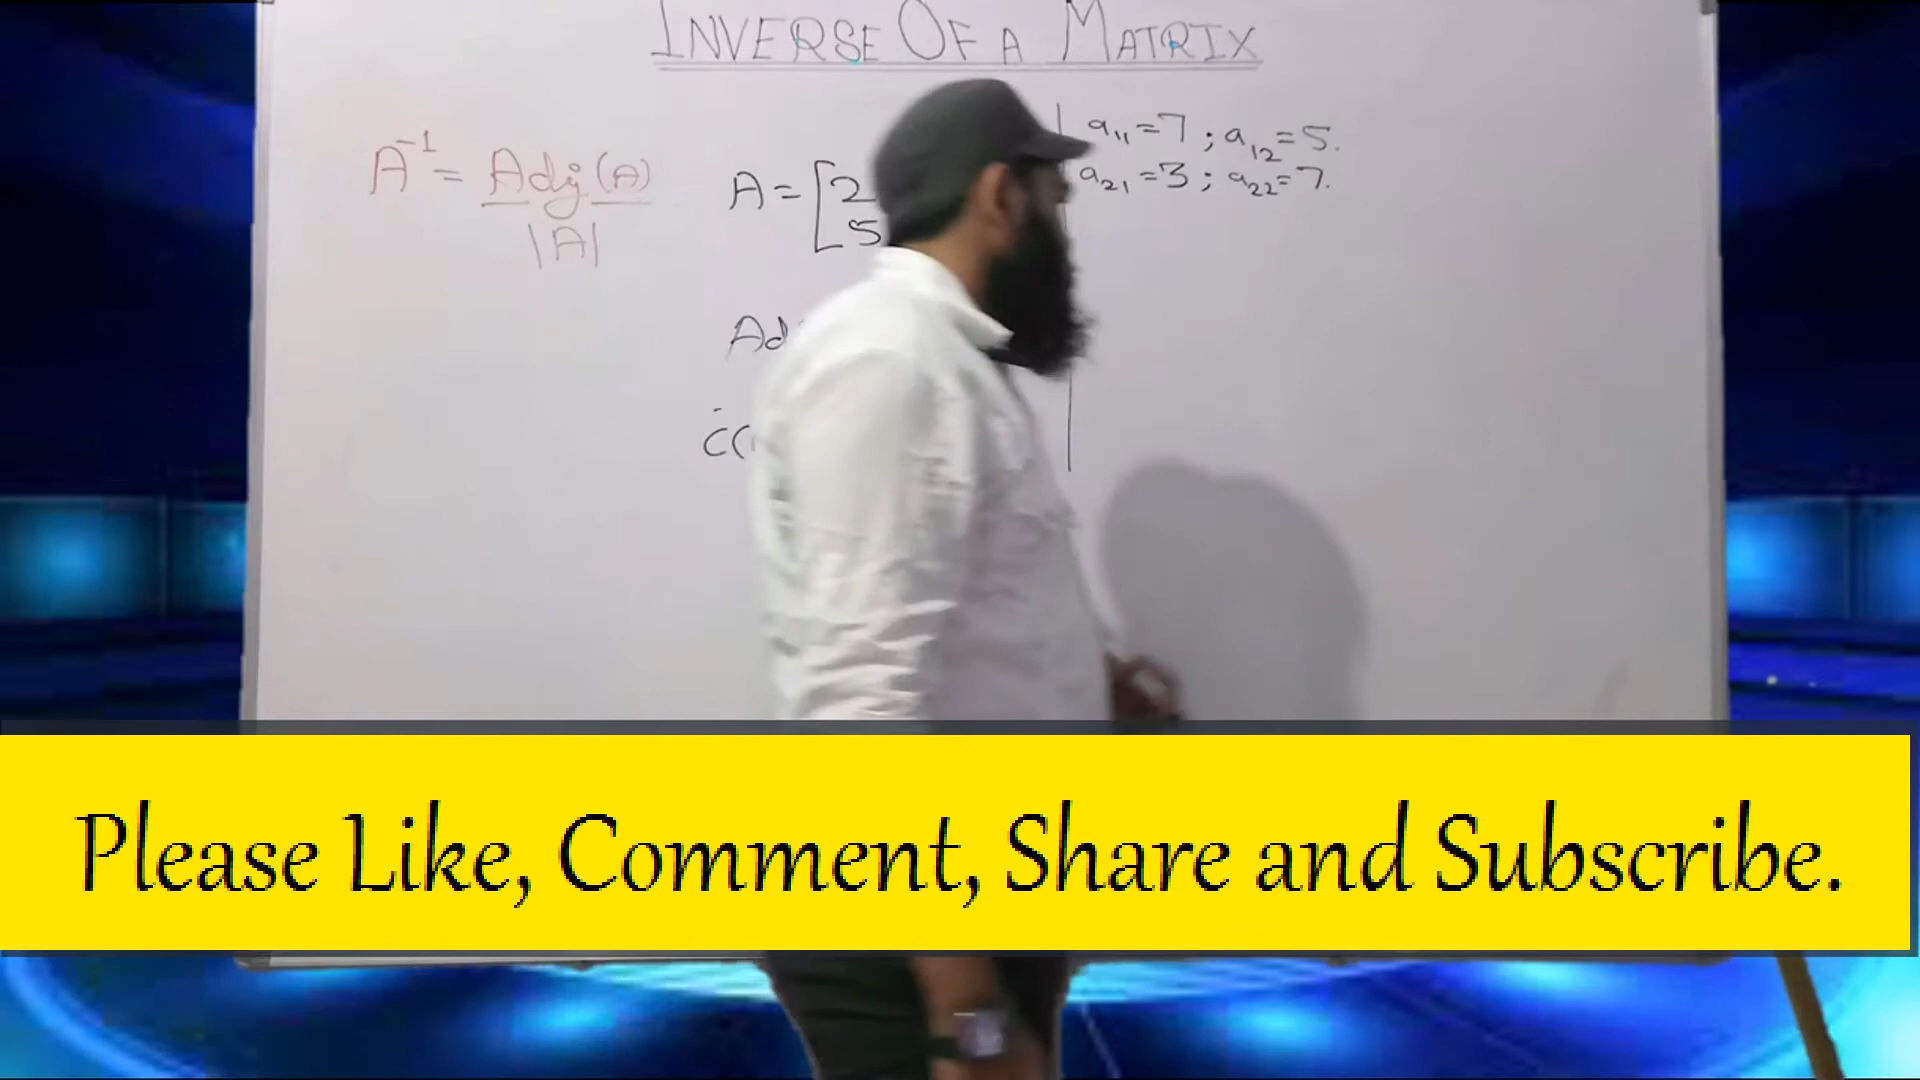 INVERSE OF A MATRIX
A⁻¹ = Adj(A) / |A|
A = [2
5
a₁₁ = 7 ; a₁₂ = 5.
a₂₁ = 3 ; a₂₂ = 7.
Please Like, Comment, Share and Subscribe.